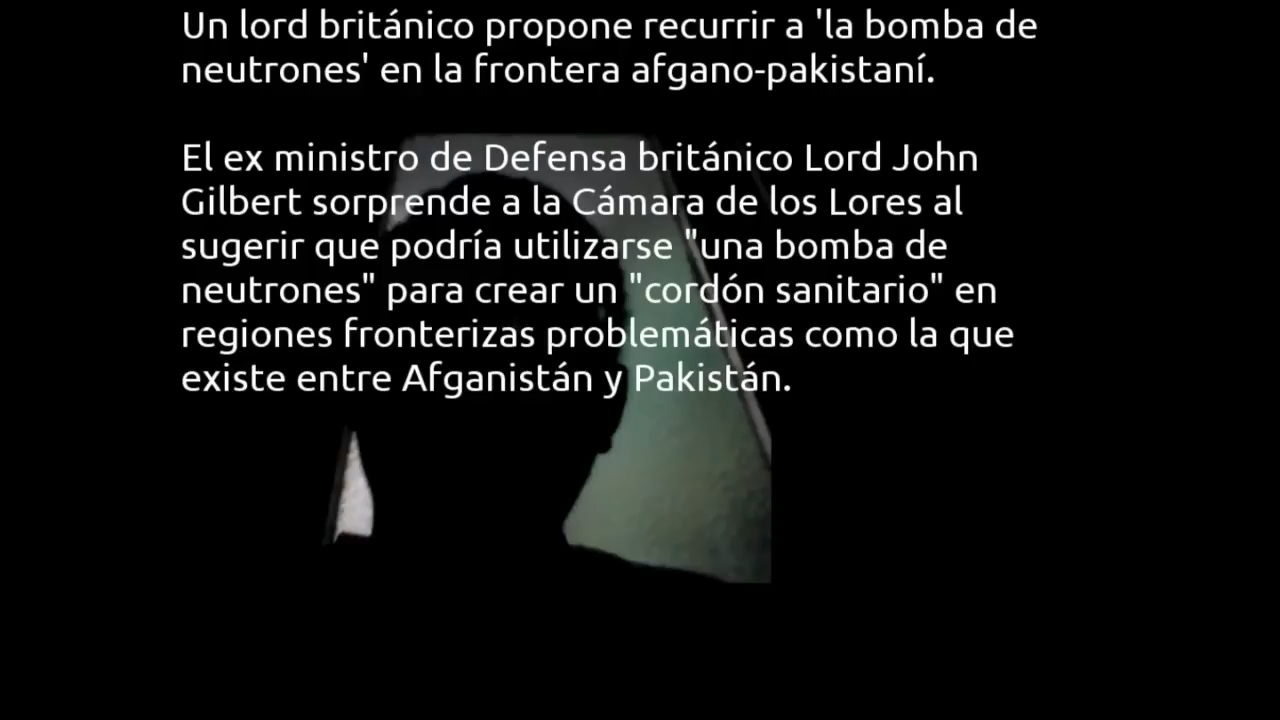 Un lord británico propone recurrir a 'la bomba de
neutrones' en la frontera afgano-pakistaní.
El ex ministro de Defensa británico Lord John
Gilbert sorprende a la Cámara de los Lores al
sugerir que podría utilizarse "una bomba de
neutrones" para crear un "cordón sanitario" en
regiones fronterizas problemáticas como la que
existe entre Afganistán y Pakistán.